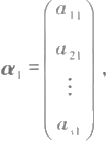 α₁ = ( a₁₁
a₂₁
⋮
aₛ₁ ) ,